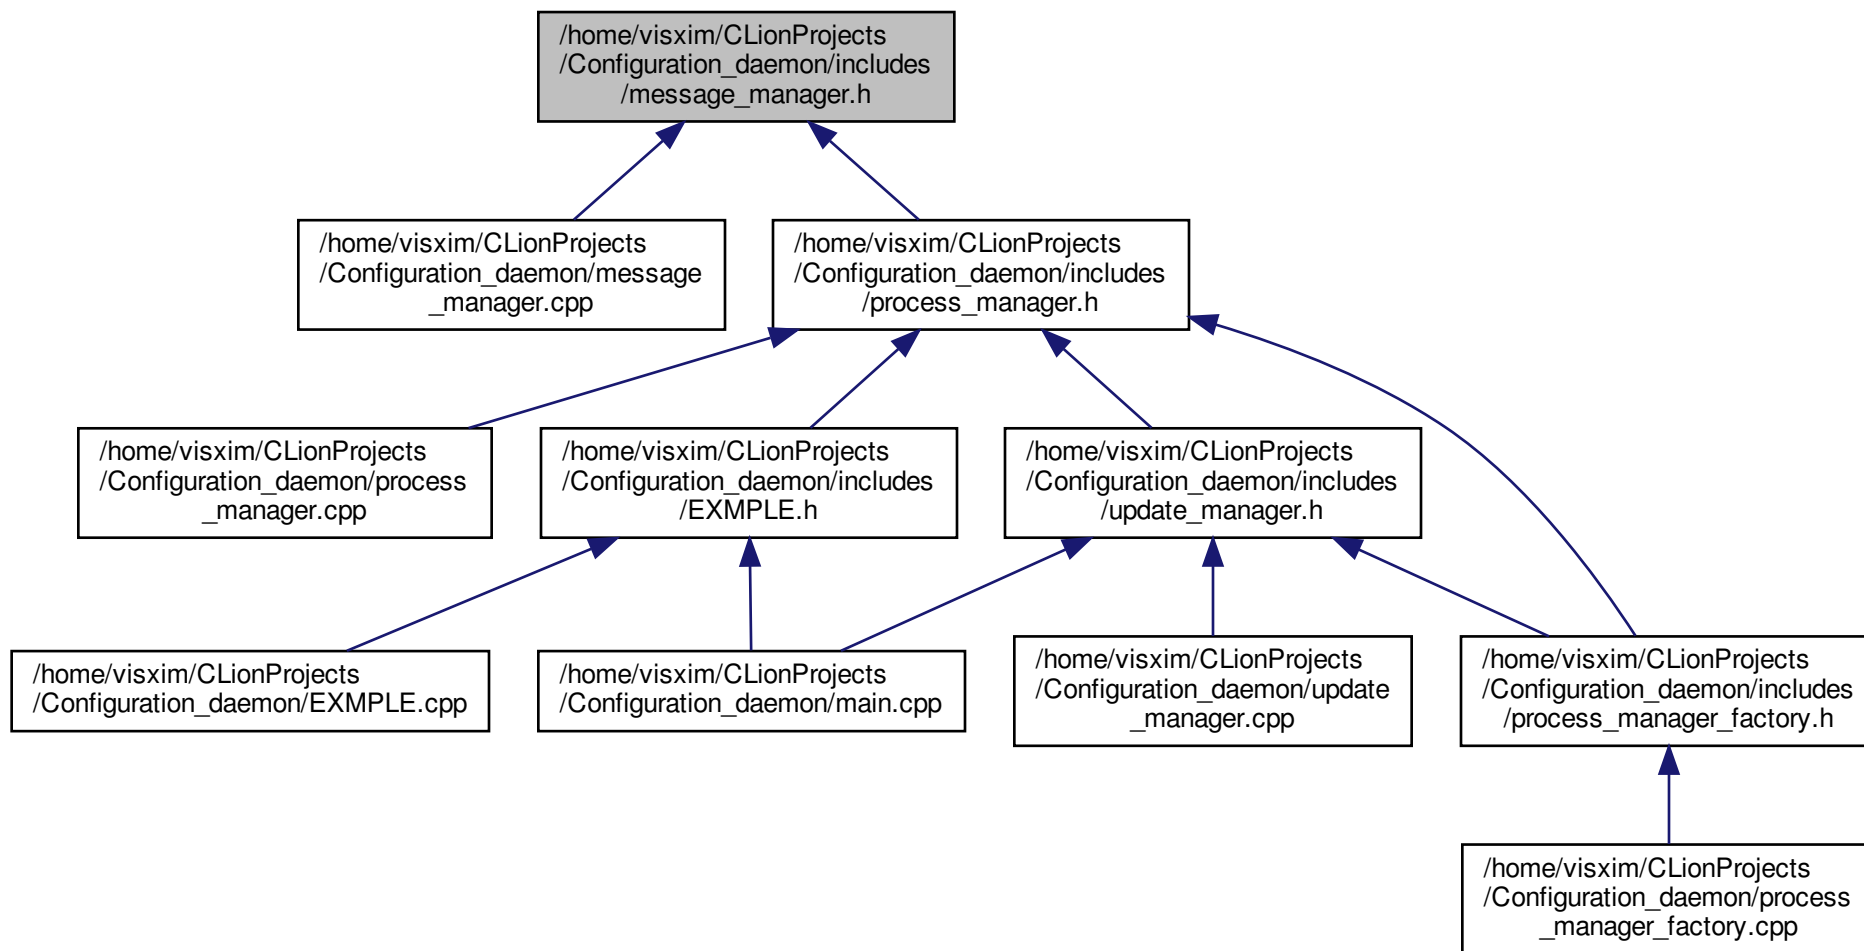 /home/visxim/CLionProjects
/Configuration_daemon/includes
/message_manager.h
/home/visxim/CLionProjects
/Configuration_daemon/message
_manager.cpp
/home/visxim/CLionProjects
/Configuration_daemon/includes
/process_manager.h
/home/visxim/CLionProjects
/Configuration_daemon/process
_manager.cpp
/home/visxim/CLionProjects
/Configuration_daemon/includes
/EXMPLE.h
/home/visxim/CLionProjects
/Configuration_daemon/includes
/update_manager.h
/home/visxim/CLionProjects
/Configuration_daemon/EXMPLE.cpp
/home/visxim/CLionProjects
/Configuration_daemon/main.cpp
/home/visxim/CLionProjects
/Configuration_daemon/update
_manager.cpp
/home/visxim/CLionProjects
/Configuration_daemon/includes
/process_manager_factory.h
/home/visxim/CLionProjects
/Configuration_daemon/process
_manager_factory.cpp